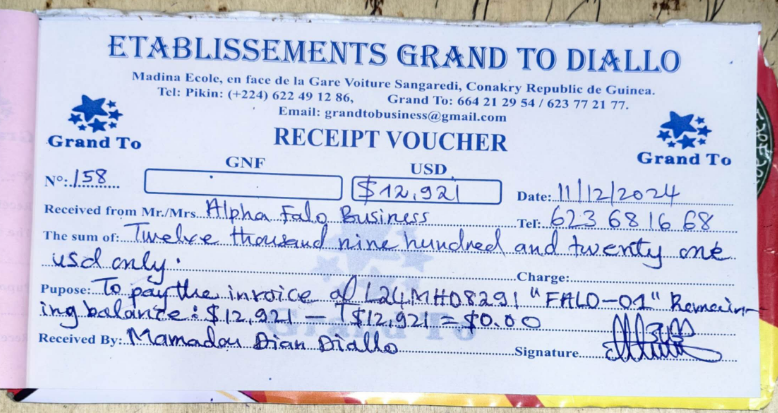 ETABLISSEMENTS GRAND TO DIALLO
Madina Ecole, en face de la Gare Voiture Sangaredi, Conakry Republic de Guinea.
Tel: Pikin: (+224) 622 49 12 86, Grand To: 664 21 29 54 / 623 77 21 77.
Email: grandtobusiness@gmail.com
Grand To
RECEIPT VOUCHER
Grand To
GNF USD
N°: 158 $12,921 Date: 11/12/2024
Received from Mr./Mrs. Alpha Falo Business Tel: 623 68 16 68
The sum of: Twelve thousand nine hundred and twenty one
usd only. Charge:
Pupose: To pay the invoice of L24MH08291 "FALO-01" Remain-
ing balance: $12,921 - $12,921 = $0.00
Received By: Mamadou Dian Diallo Signature